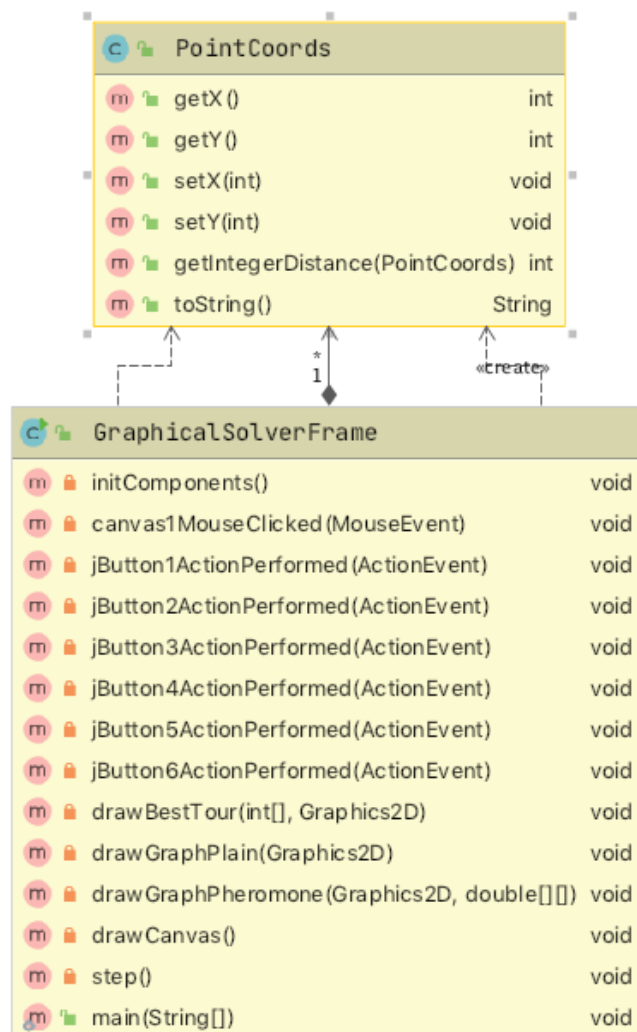 PointCoords
getX() int
getY() int
setX(int) void
setY(int) void
getIntegerDistance(PointCoords) int
toString() String
*
1
«create»
GraphicalSolverFrame
initComponents() void
canvas1MouseClicked(MouseEvent) void
jButton1ActionPerformed(ActionEvent) void
jButton2ActionPerformed(ActionEvent) void
jButton3ActionPerformed(ActionEvent) void
jButton4ActionPerformed(ActionEvent) void
jButton5ActionPerformed(ActionEvent) void
jButton6ActionPerformed(ActionEvent) void
drawBestTour(int[], Graphics2D) void
drawGraphPlain(Graphics2D) void
drawGraphPheromone(Graphics2D, double[][]) void
drawCanvas() void
step() void
main(String[]) void